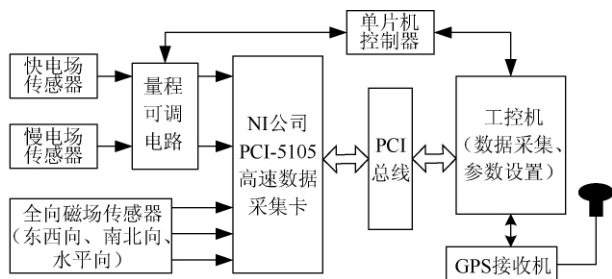 单片机
控制器
快电场
传感器
慢电场
传感器
量程
可调
电路
NI公司
PCI-5105
高速数据
采集卡
PCI
总线
工控机
（数据采集、
参数设置）
全向磁场传感器
（东西向、南北向、
水平向）
GPS接收机